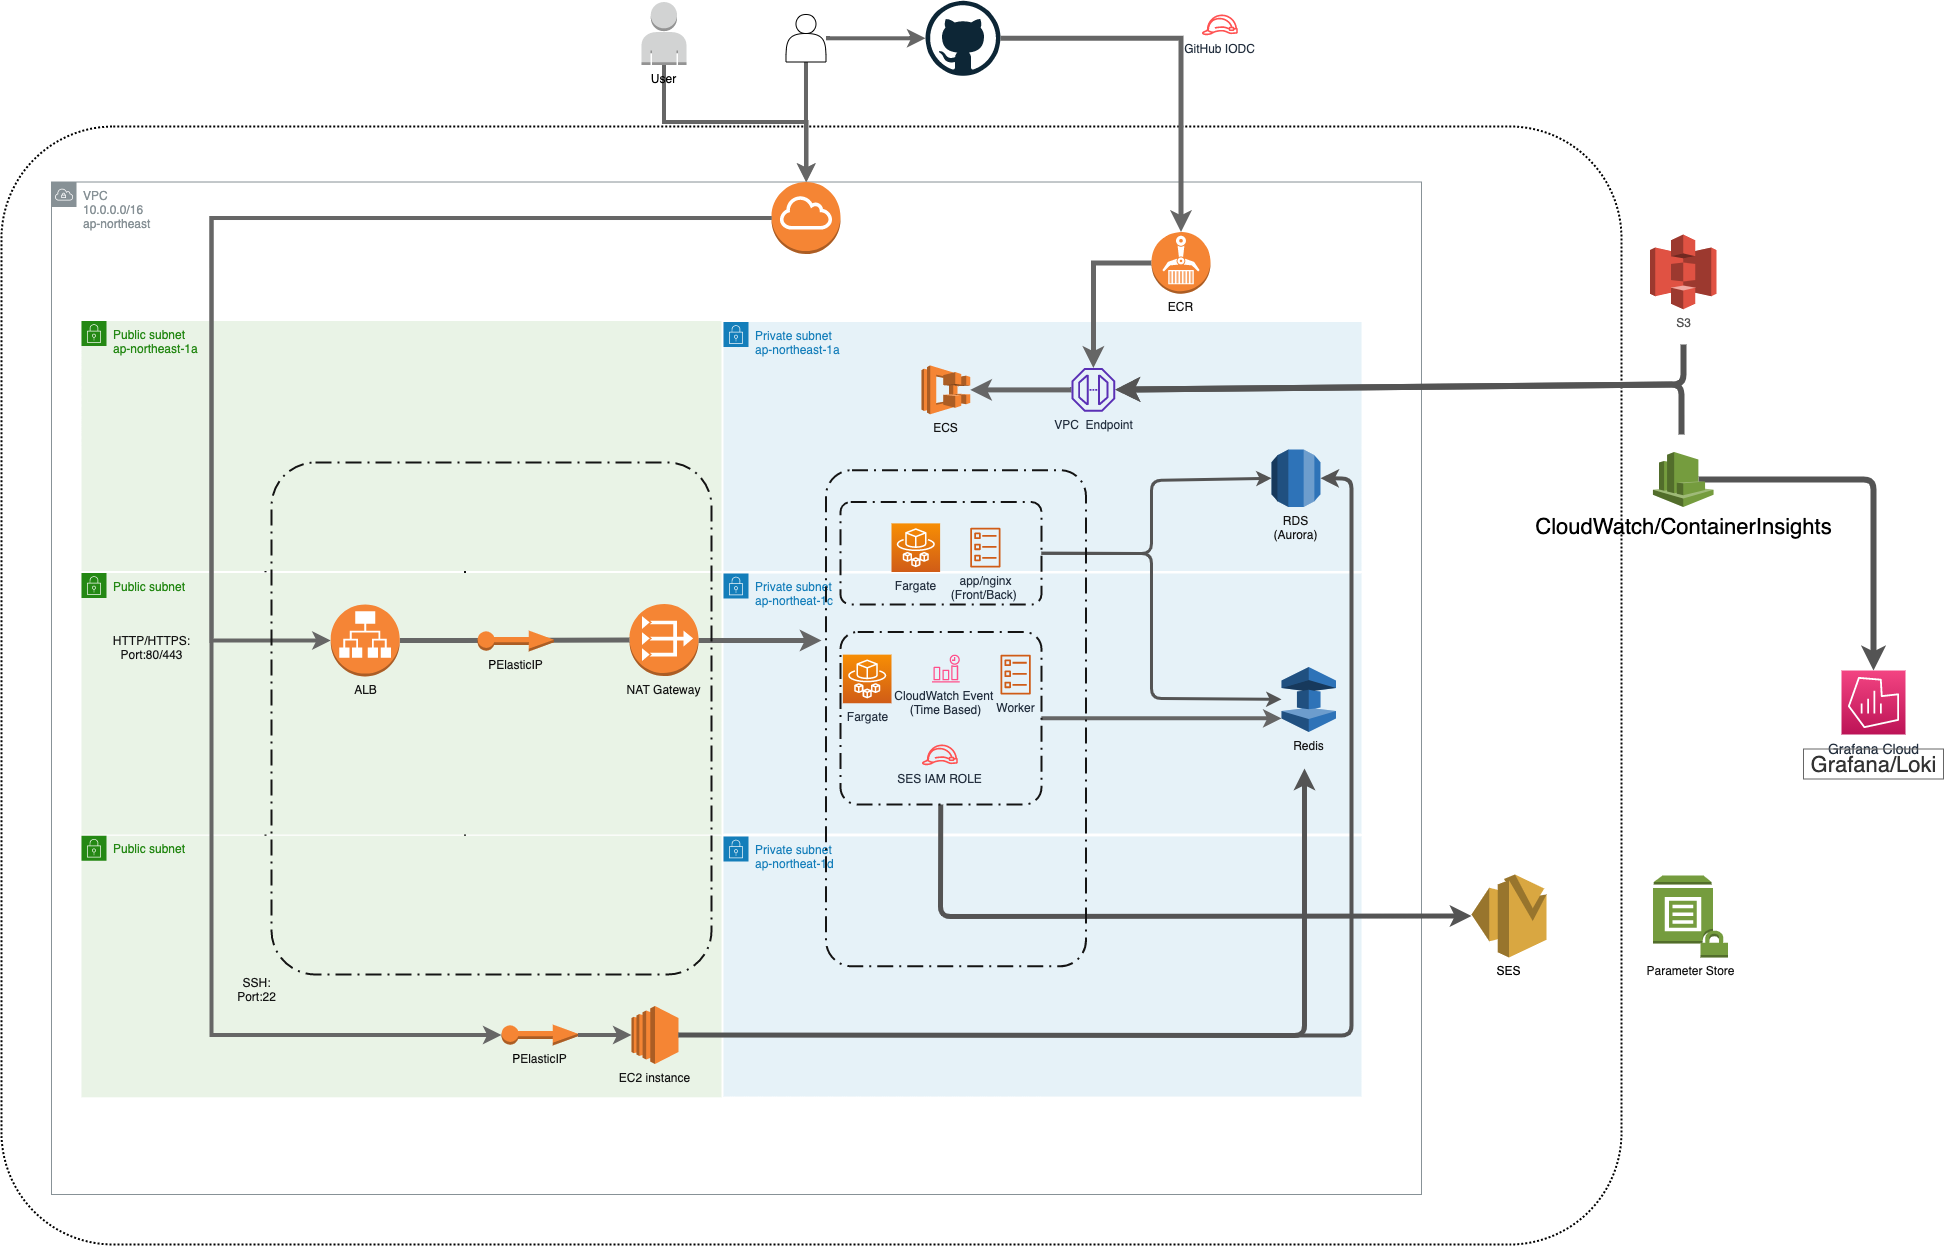 User
GitHub IODC
VPC
10.0.0.0/16
ap-northeast
ECR
S3
Public subnet
ap-northeast-1a
Private subnet
ap-northeast-1a
ECS
VPC Endpoint
RDS
(Aurora)
CloudWatch/ContainerInsights
Fargate
app/nginx
(Front/Back)
Public subnet
Private subnet
ap-northeat-1c
HTTP/HTTPS:
Port:80/443
ALB
PElasticIP
NAT Gateway
Fargate
CloudWatch Event
(Time Based)
Worker
Redis
SES IAM ROLE
Grafana Cloud
Grafana/Loki
Public subnet
Private subnet
ap-northeat-1d
SES
Parameter Store
SSH:
Port:22
PElasticIP
EC2 instance